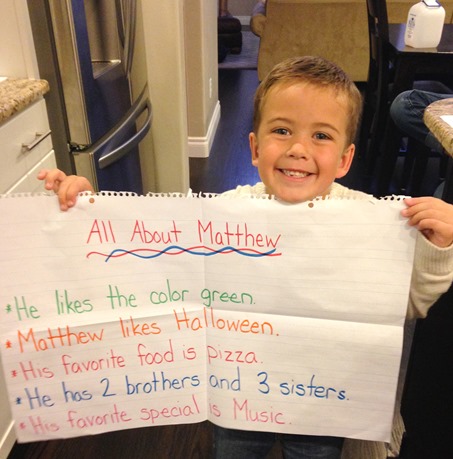 All About Matthew
*He likes the color green.
*Matthew likes Halloween.
*His favorite food is pizza.
*He has 2 brothers and 3 sisters.
*His favorite special is Music.